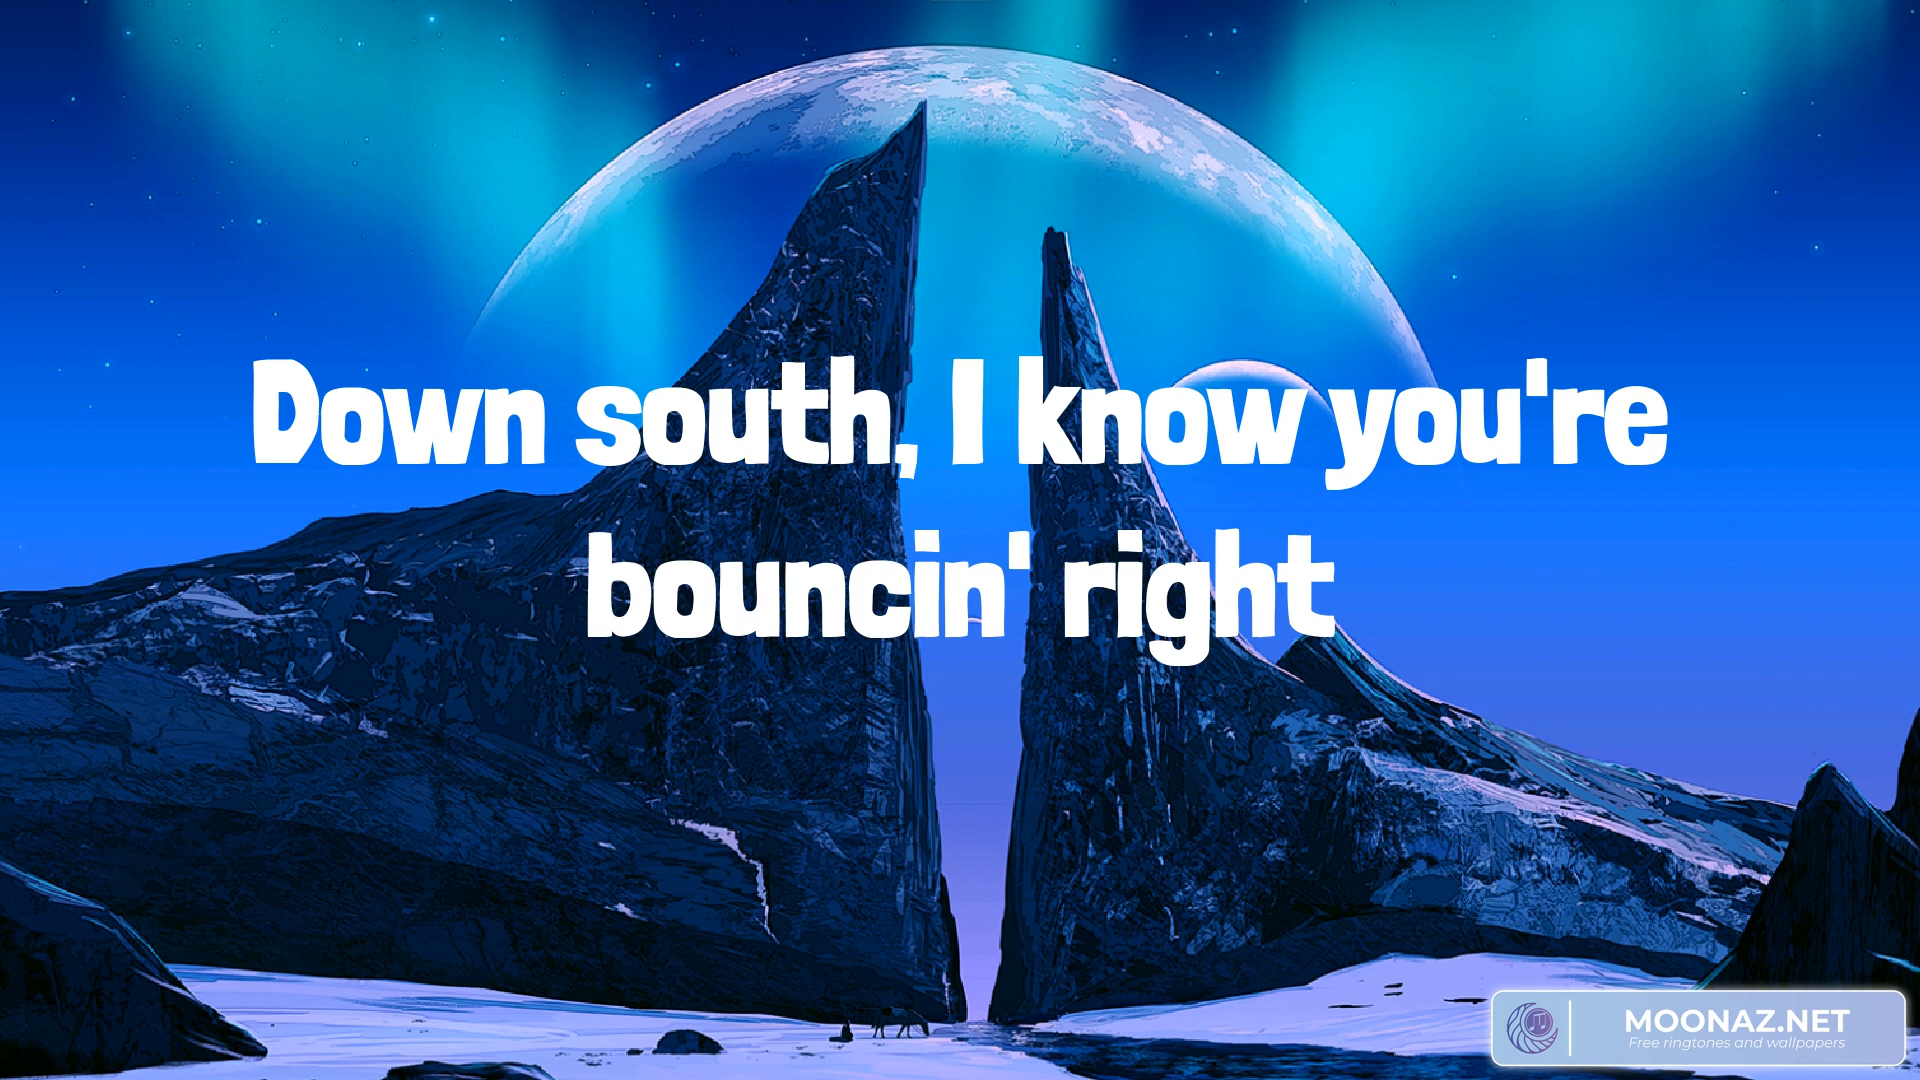 Down south, I know you're
bouncin' right
MOONAZ.NET
Free ringtones and wallpapers